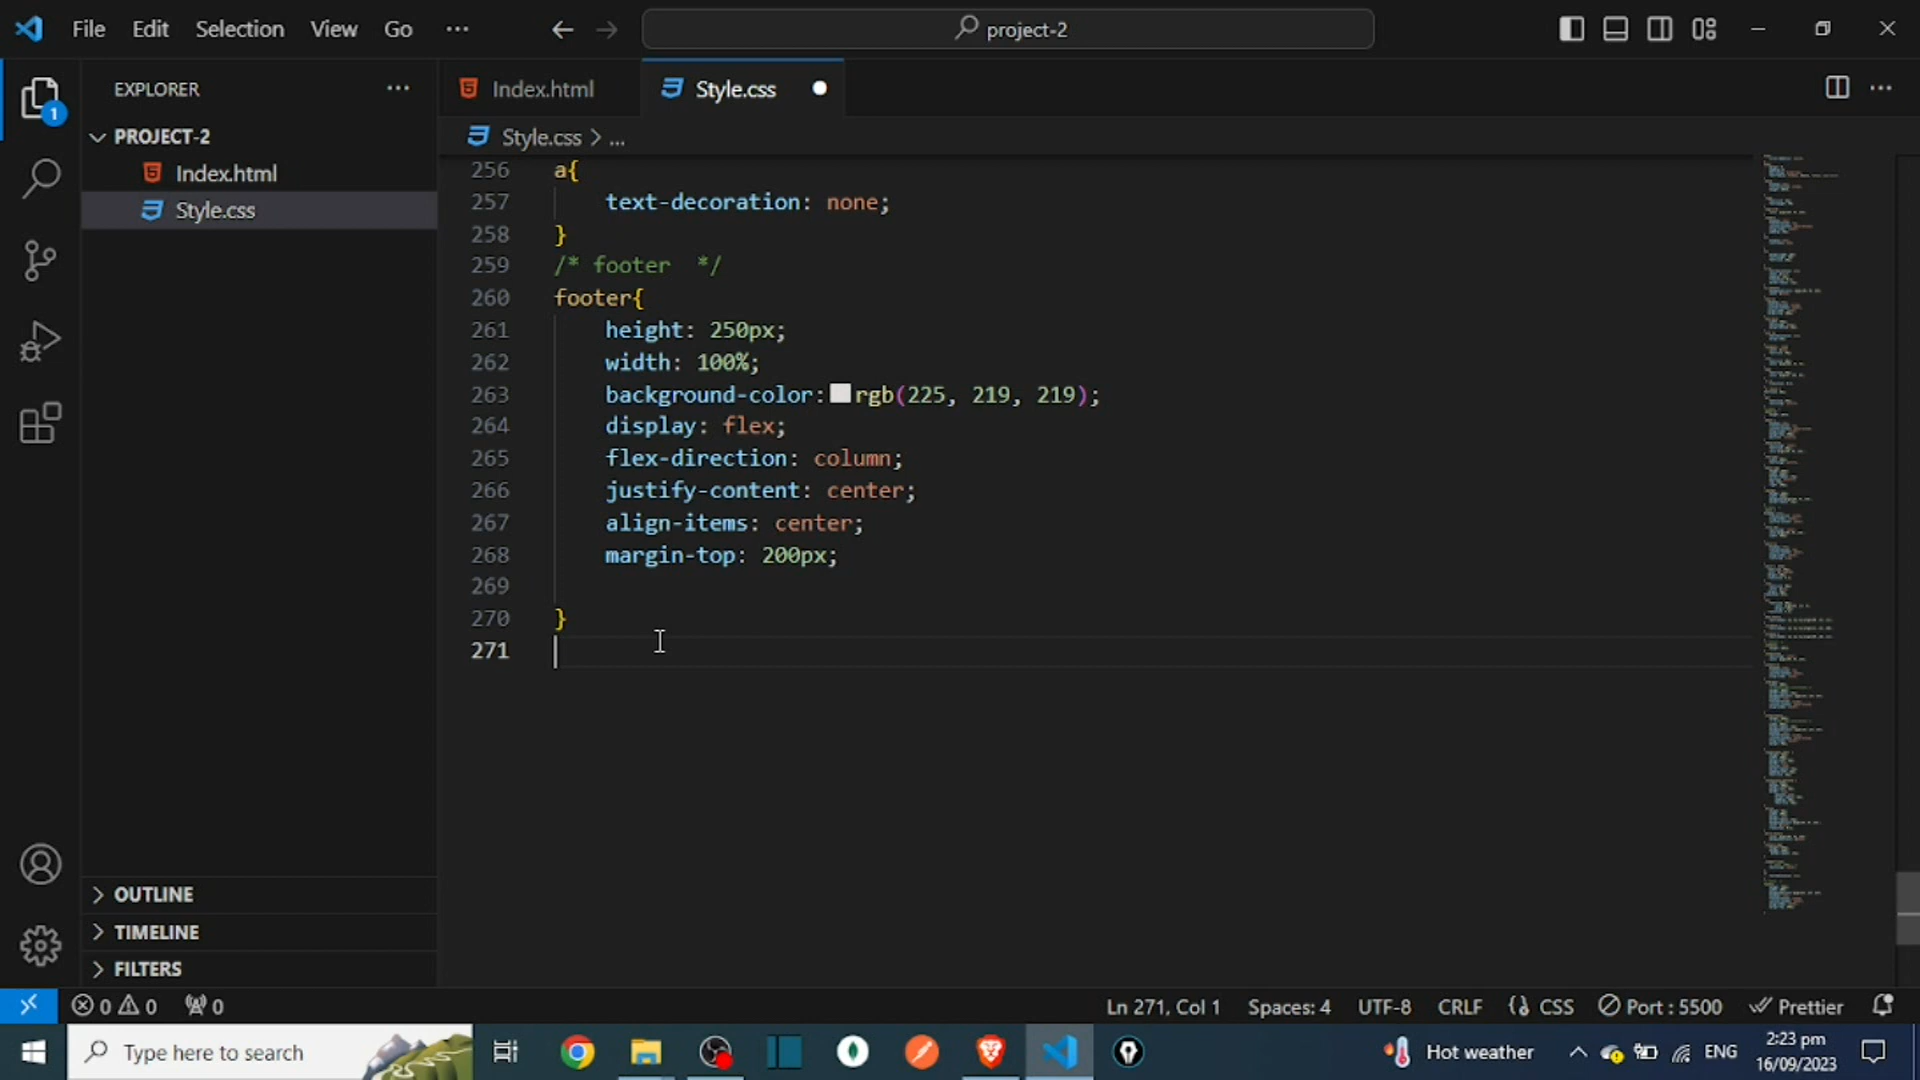 File Edit Selection View Go ···
project-2
EXPLORER ···
PROJECT-2
Index.html
Style.css
OUTLINE
TIMELINE
FILTERS
1
Index.html Style.css
Style.css > ...
256 a{
257 text-decoration: none;
258 }
259 /* footer  */
260 footer{
261 height: 250px;
262 width: 100%;
263 background-color: rgb(225, 219, 219);
264 display: flex;
265 flex-direction: column;
266 justify-content: center;
267 align-items: center;
268 margin-top: 200px;
269
270 }
271
0 0 0 Ln 271, Col 1 Spaces: 4 UTF-8 CRLF {} CSS Port : 5500 Prettier
Type here to search Hot weather ENG 2:23 pm
16/09/2023